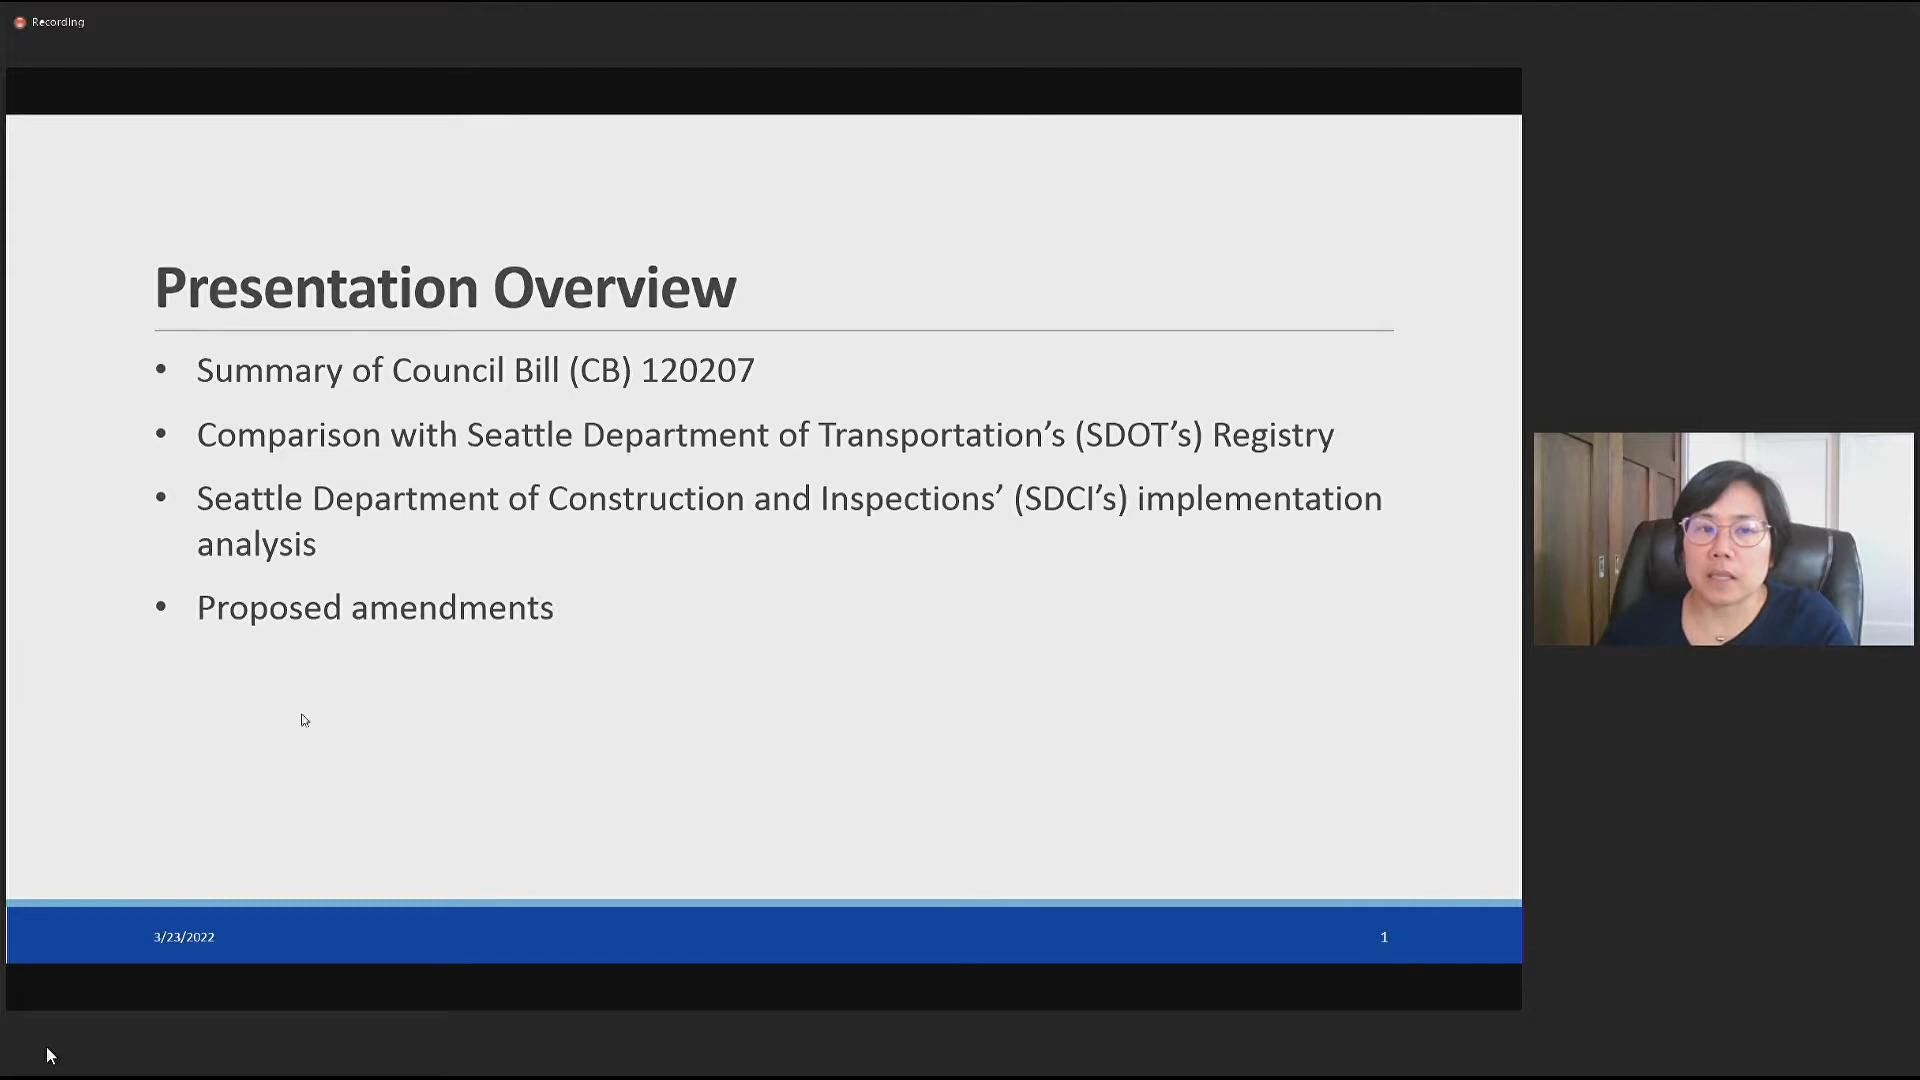 Recording
Presentation Overview
• Summary of Council Bill (CB) 120207
• Comparison with Seattle Department of Transportation’s (SDOT’s) Registry
• Seattle Department of Construction and Inspections’ (SDCI’s) implementation
analysis
• Proposed amendments
3/23/2022
1